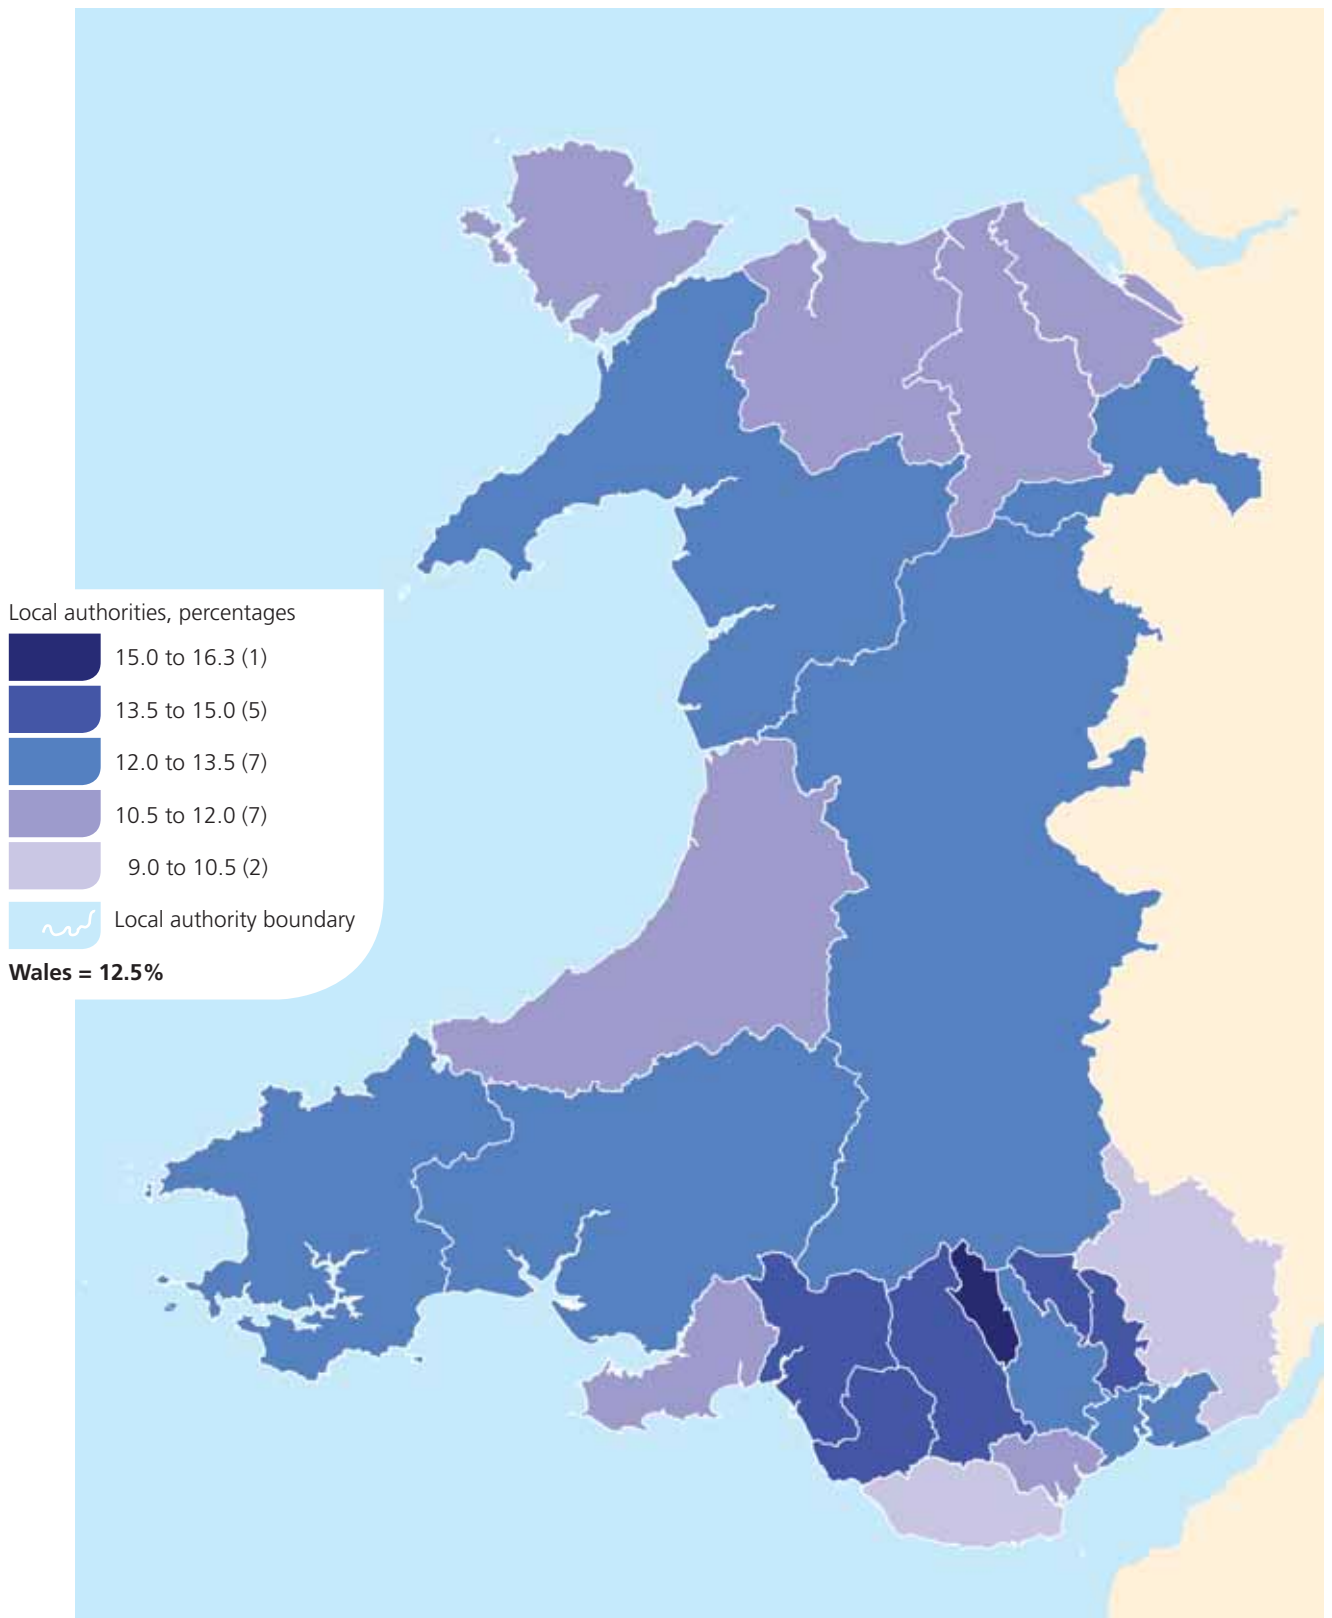 Local authorities, percentages
15.0 to 16.3 (1)
13.5 to 15.0 (5)
12.0 to 13.5 (7)
10.5 to 12.0 (7)
9.0 to 10.5 (2)
Local authority boundary
Wales = 12.5%